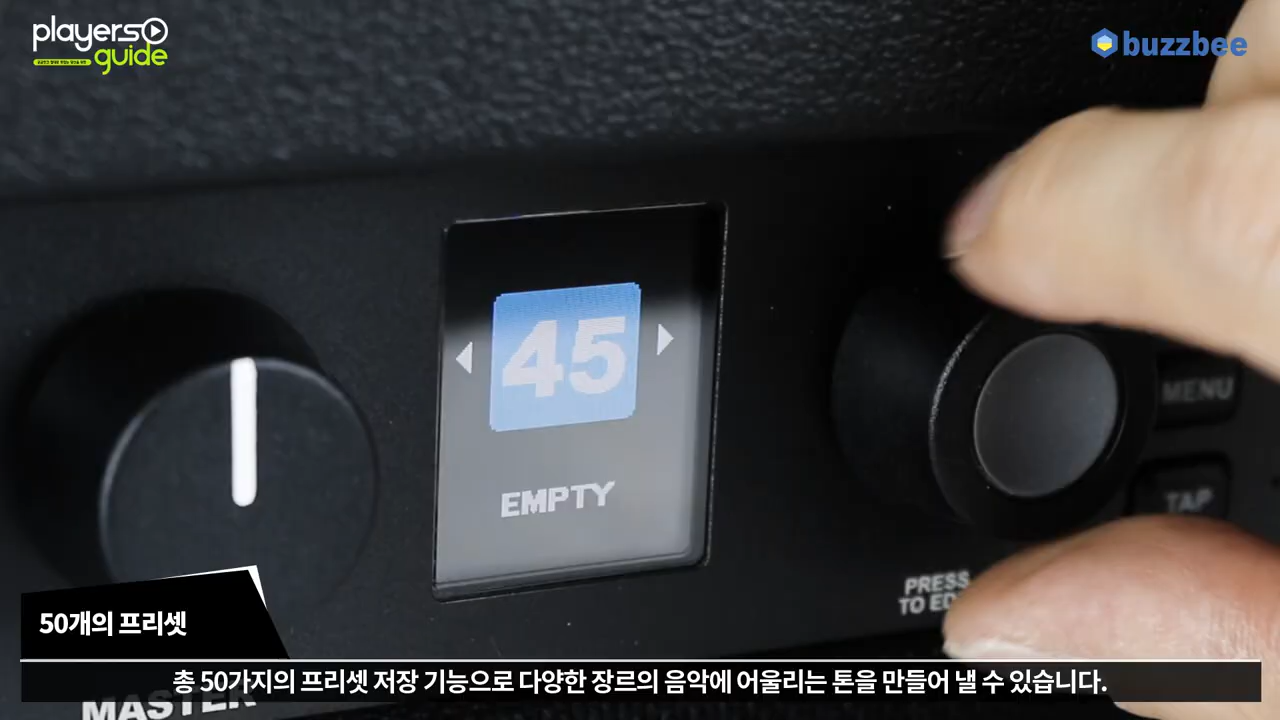 players
guide
buzzbee
45
EMPTY
MENU
TAP
PRESS
50개의 프리셋
총 50가지의 프리셋 저장 기능으로 다양한 장르의 음악에 어울리는 톤을 만들어 낼 수 있습니다.
MASTER